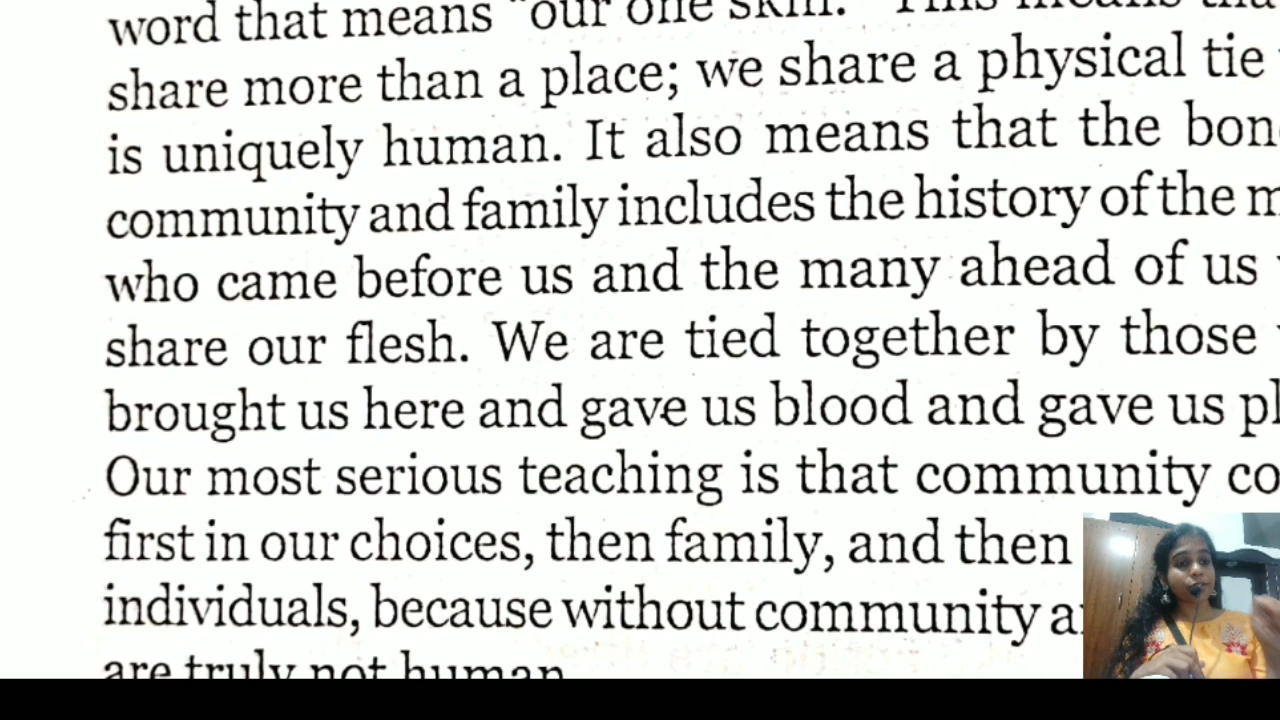 word that means "our one skin." This means
share more than a place; we share a physical tie
is uniquely human. It also means that the
community and family includes the history of the
who came before us and the many ahead of us
share our flesh. We are tied together by those
brought us here and gave us blood and gave us
Our most serious teaching is that community
first in our choices, then family, and then
individuals, because without community
are truly not human